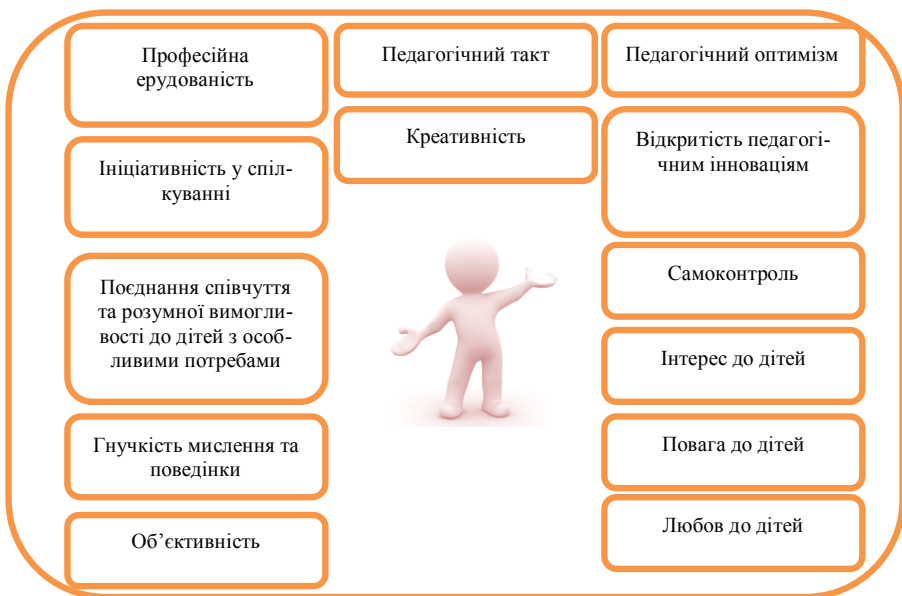 Професійна
ерудованість
Педагогічний такт
Педагогічний оптимізм
Креативність
Відкритість педагогі-
чним інноваціям
Ініціативність у спіл-
куванні
Самоконтроль
Поєднання співчуття
та розумної вимогли-
вості до дітей з особ-
ливими потребами
Інтерес до дітей
Гнучкість мислення та
поведінки
Повага до дітей
Об’єктивність
Любов до дітей